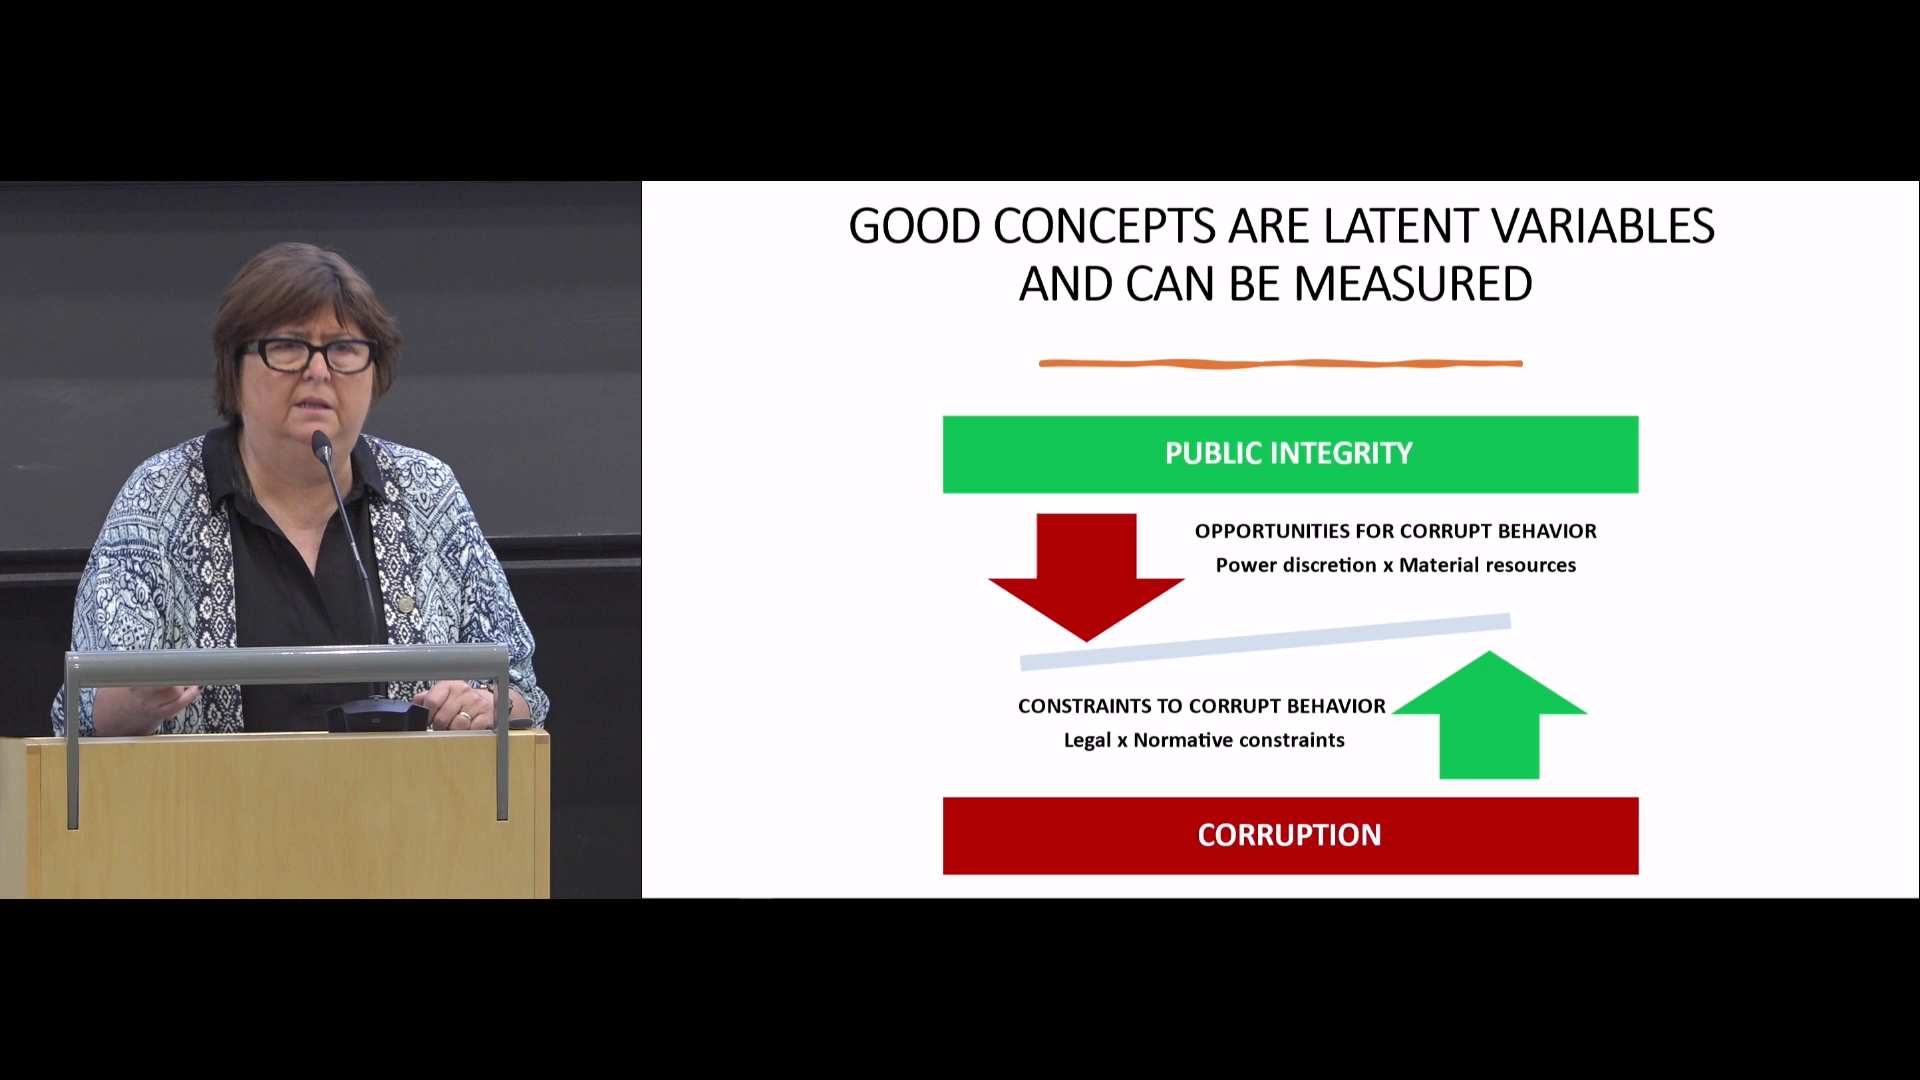 GOOD CONCEPTS ARE LATENT VARIABLES
AND CAN BE MEASURED
PUBLIC INTEGRITY
OPPORTUNITIES FOR CORRUPT BEHAVIOR
Power discretion x Material resources
CONSTRAINTS TO CORRUPT BEHAVIOR
Legal x Normative constraints
CORRUPTION